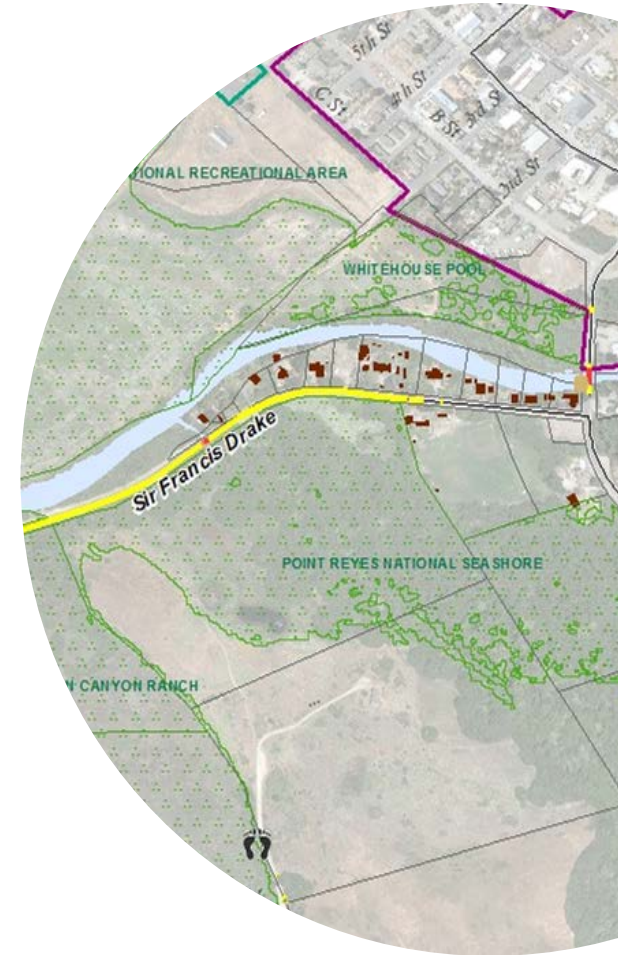 5th St
4th St
C St
B St
3rd St
2nd St
TIONAL RECREATIONAL AREA
WHITEHOUSE POOL
Sir Francis Drake
POINT REYES NATIONAL SEASHORE
N CANYON RANCH